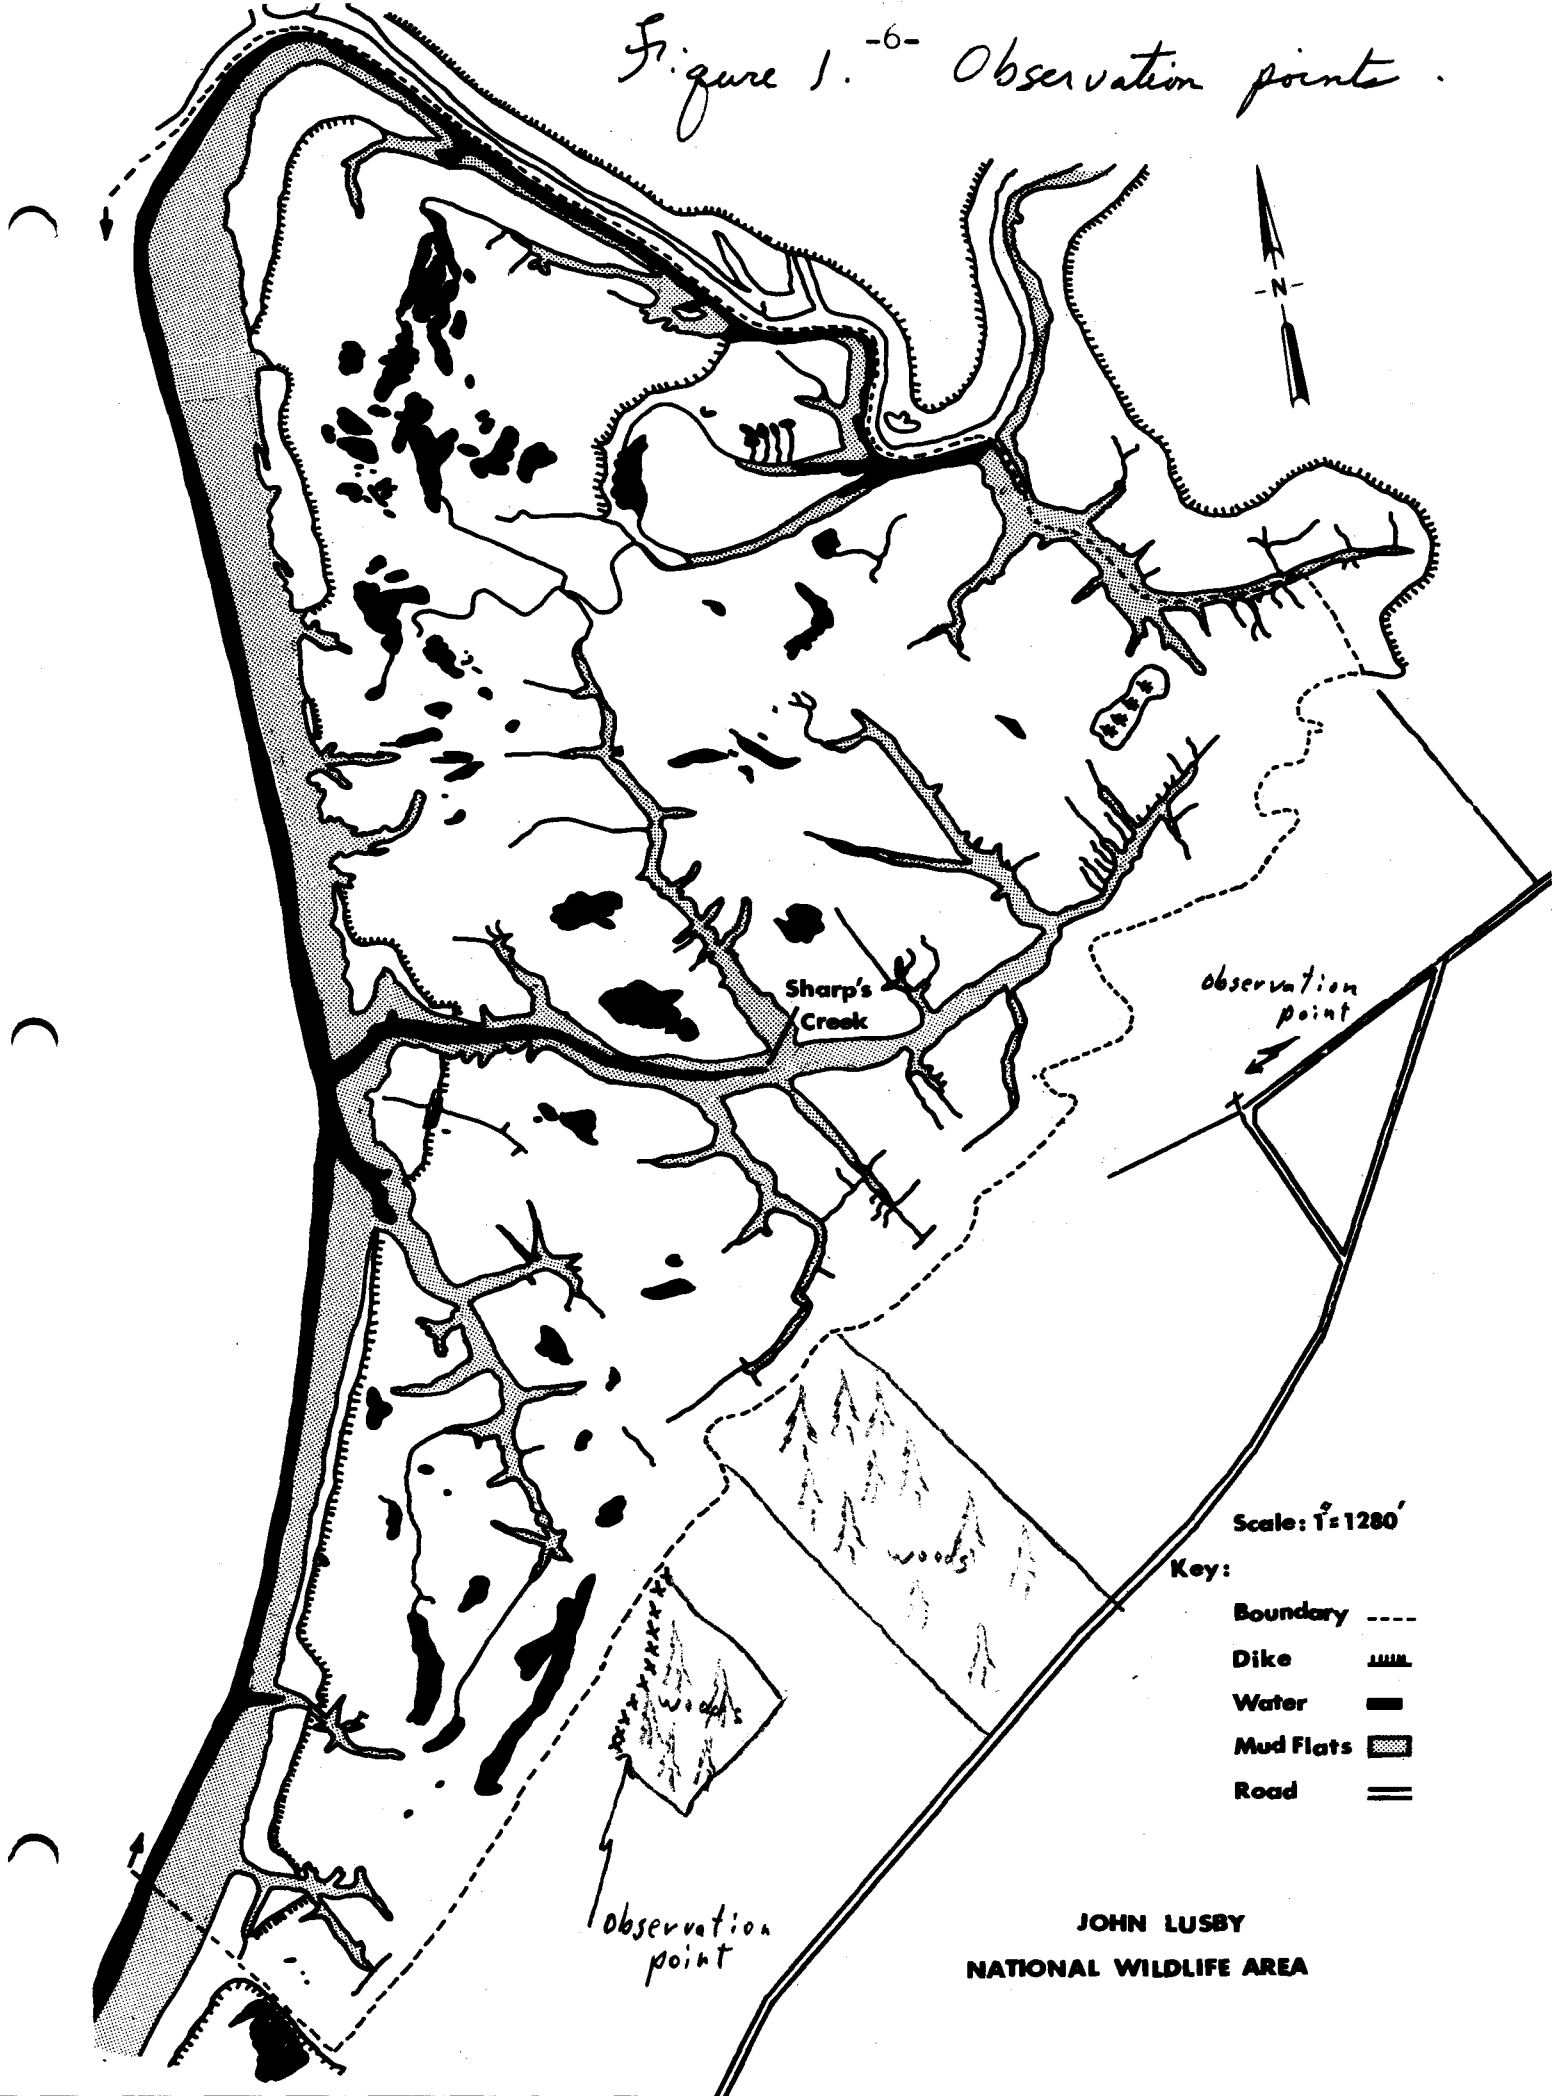 -6-
Figure 1. Observation points.
-N-
Sharp's
Creek
observation
point
woods
Scale: 1"=1280'
Key:
Boundary
Dike
Water
Mud Flats
Road
woods
observation
point
JOHN LUSBY
NATIONAL WILDLIFE AREA